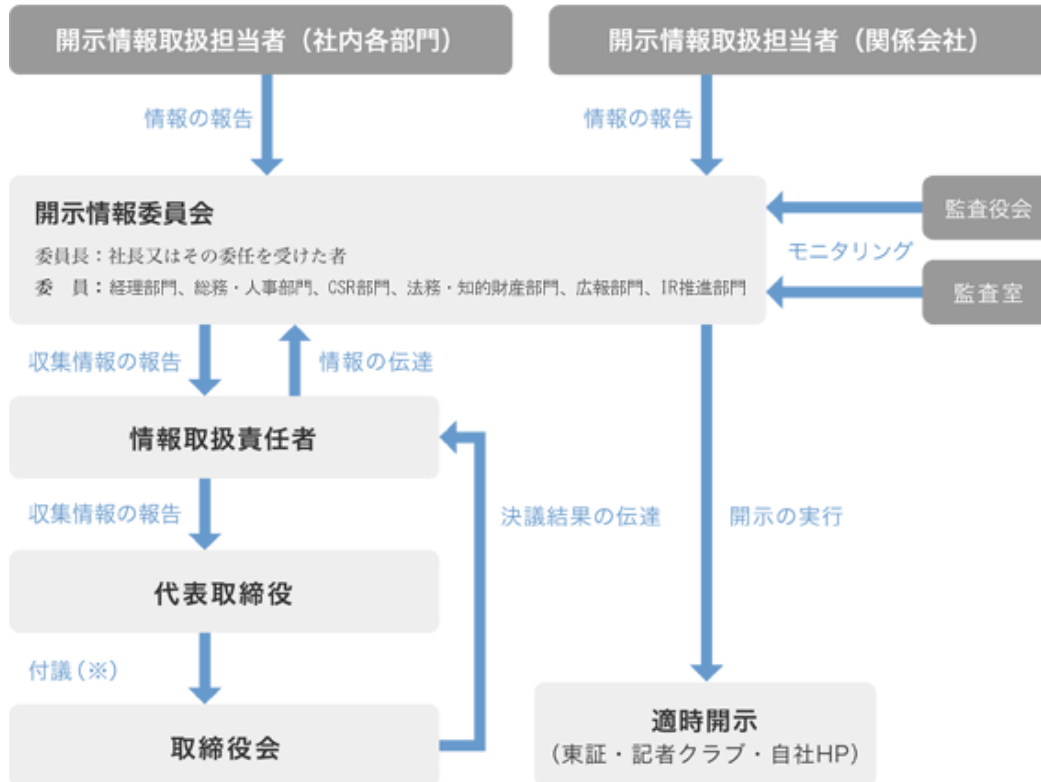 開示情報取扱担当者（社内各部門）
開示情報取扱担当者（関係会社）
情報の報告
情報の報告
開示情報委員会
委員長：社長又はその委任を受けた者
委　員：経理部門、総務・人事部門、CSR部門、法務・知的財産部門、広報部門、IR推進部門
監査役会
モニタリング
監査室
収集情報の報告
情報の伝達
情報取扱責任者
収集情報の報告
決議結果の伝達
開示の実行
代表取締役
付議（※）
取締役会
適時開示
（東証・記者クラブ・自社HP）